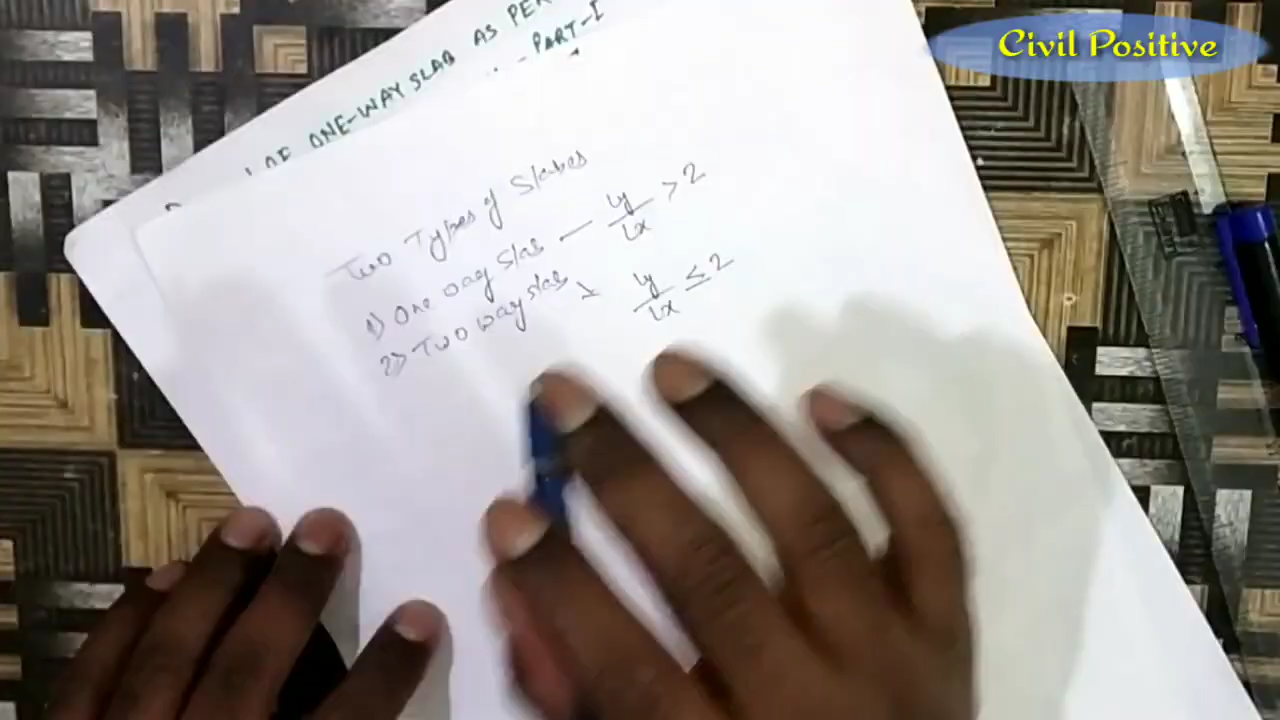 Civil Positive
OF ONE-WAY SLAB AS PER
- PART-I
Two Types of Slabes
1) One way slab — ly/lx > 2
2) Two way slab ly/lx ≤ 2